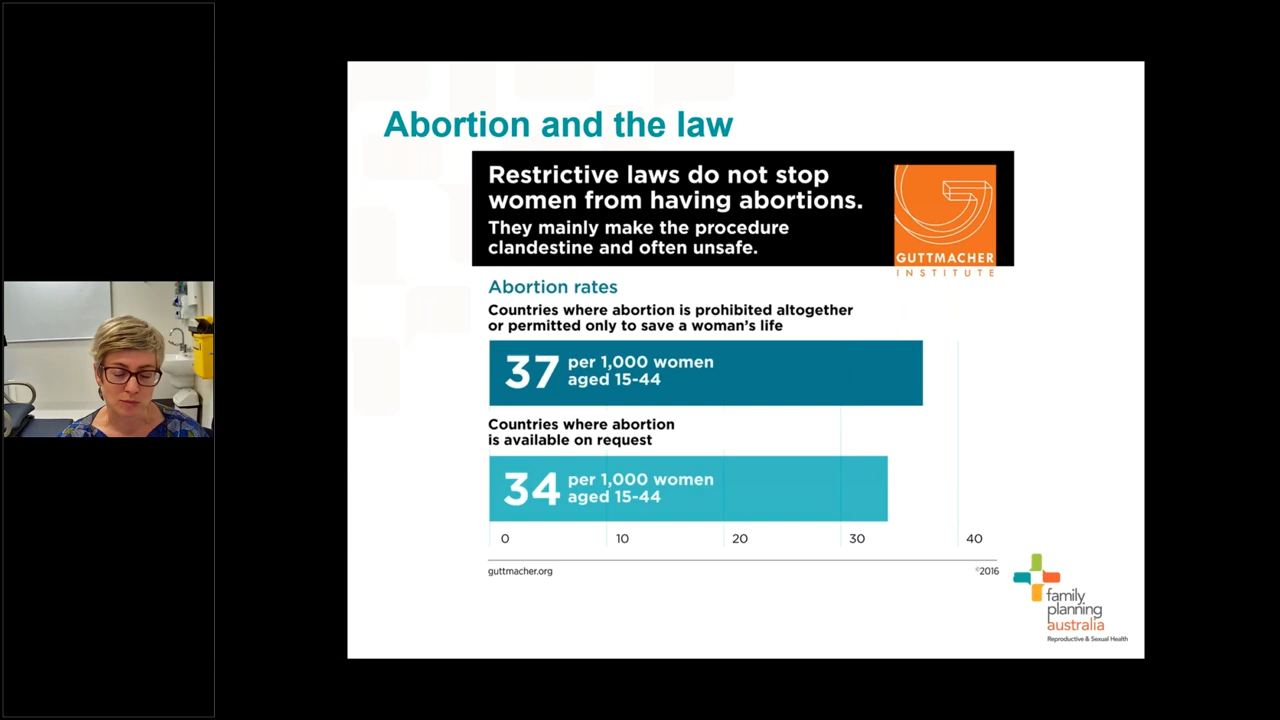 Abortion and the law
Restrictive laws do not stop
women from having abortions.
They mainly make the procedure
clandestine and often unsafe.
GUTTMACHER
INSTITUTE
Abortion rates
Countries where abortion is prohibited altogether
or permitted only to save a woman's life
37 per 1,000 women
aged 15-44
Countries where abortion
is available on request
34 per 1,000 women
aged 15-44
0 10 20 30 40
guttmacher.org ©2016
family
planning
australia
Reproductive & Sexual Health